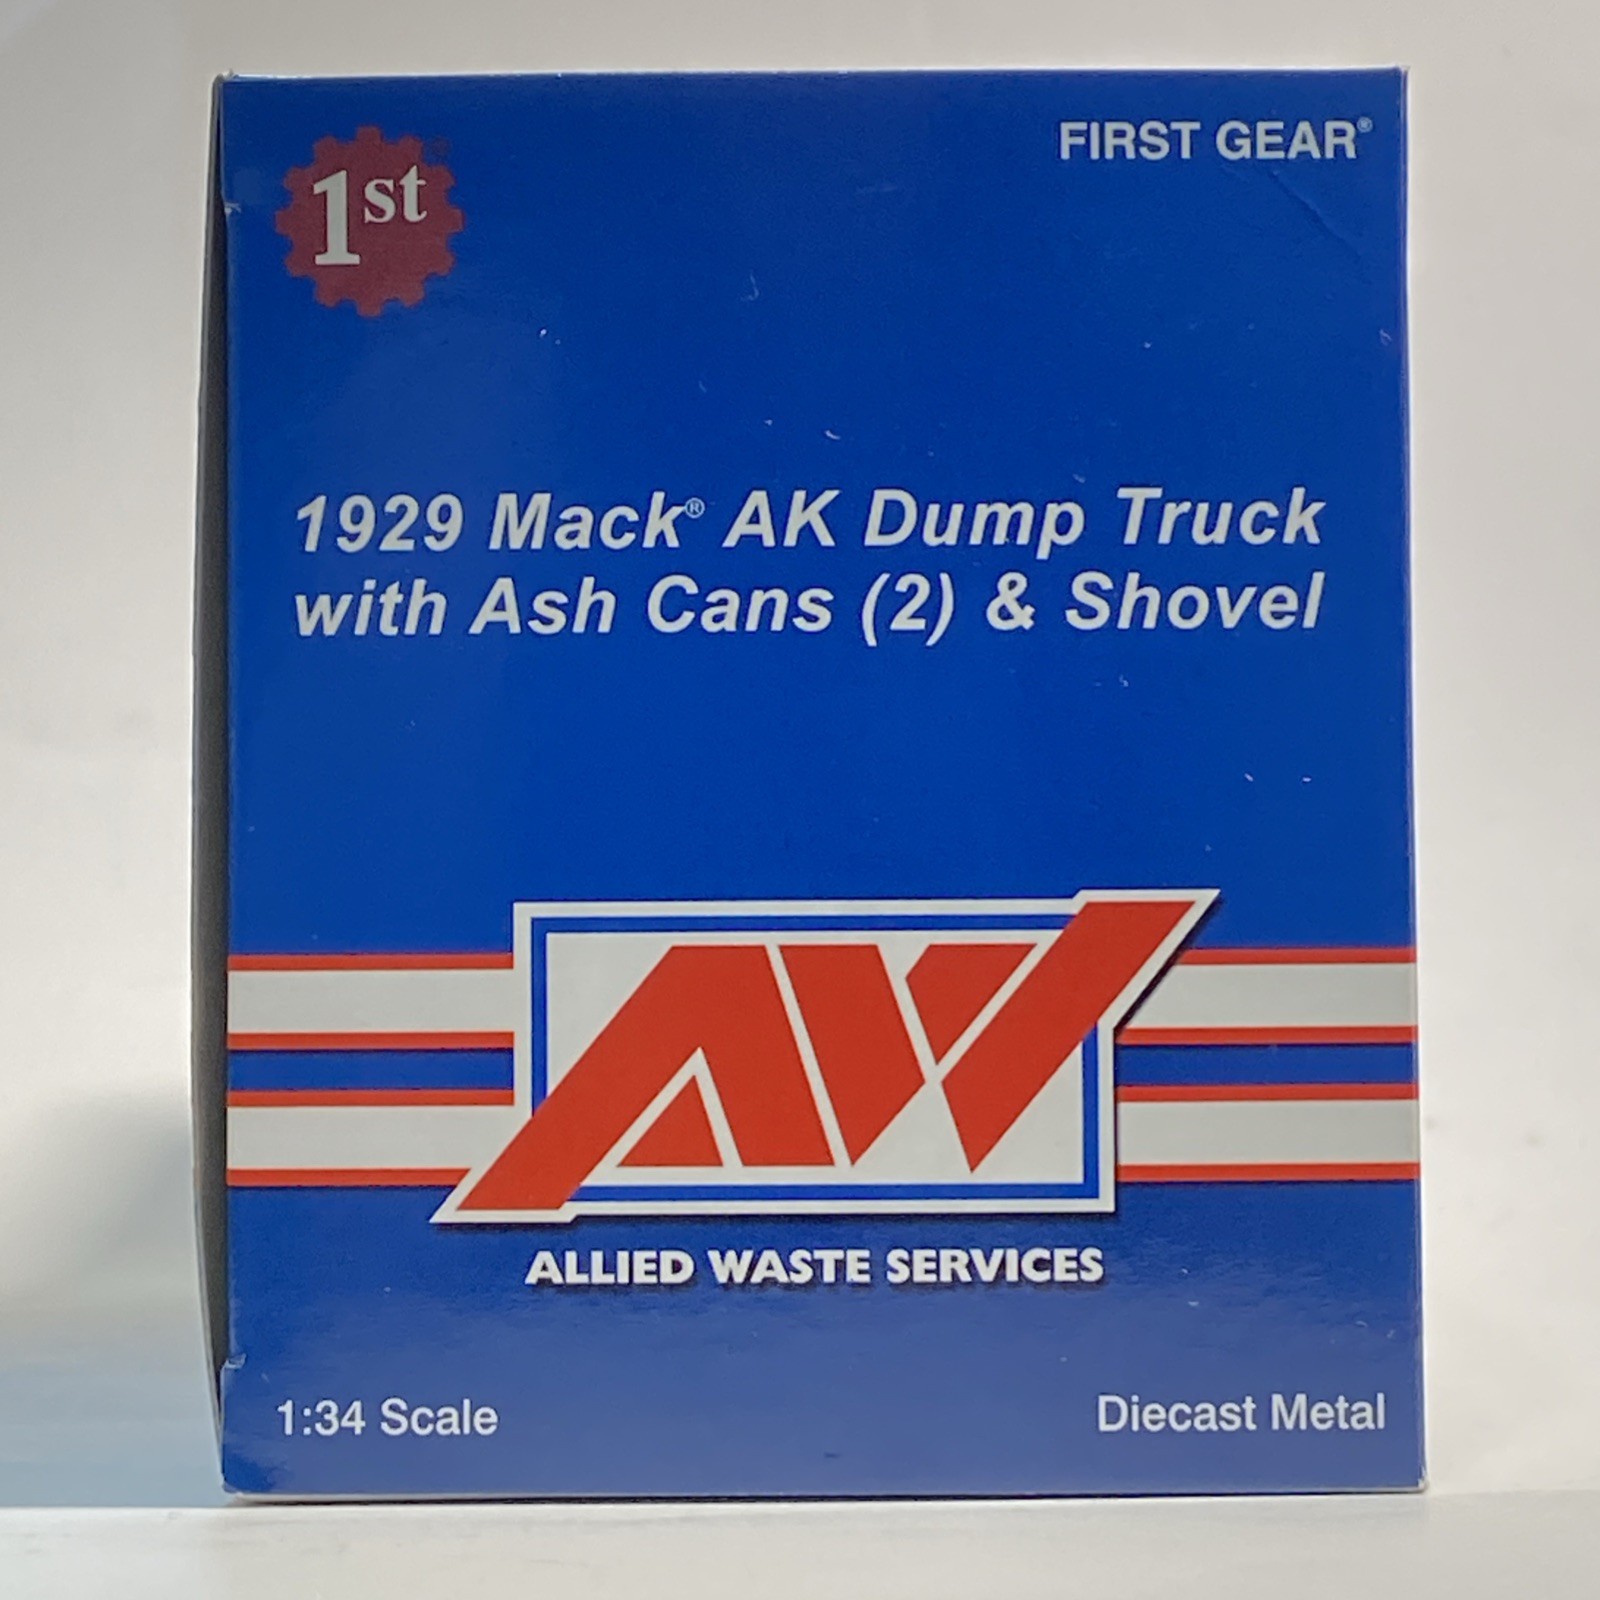 1st
FIRST GEAR®
1929 Mack® AK Dump Truck
with Ash Cans (2) & Shovel
AW
ALLIED WASTE SERVICES
1:34 Scale
Diecast Metal